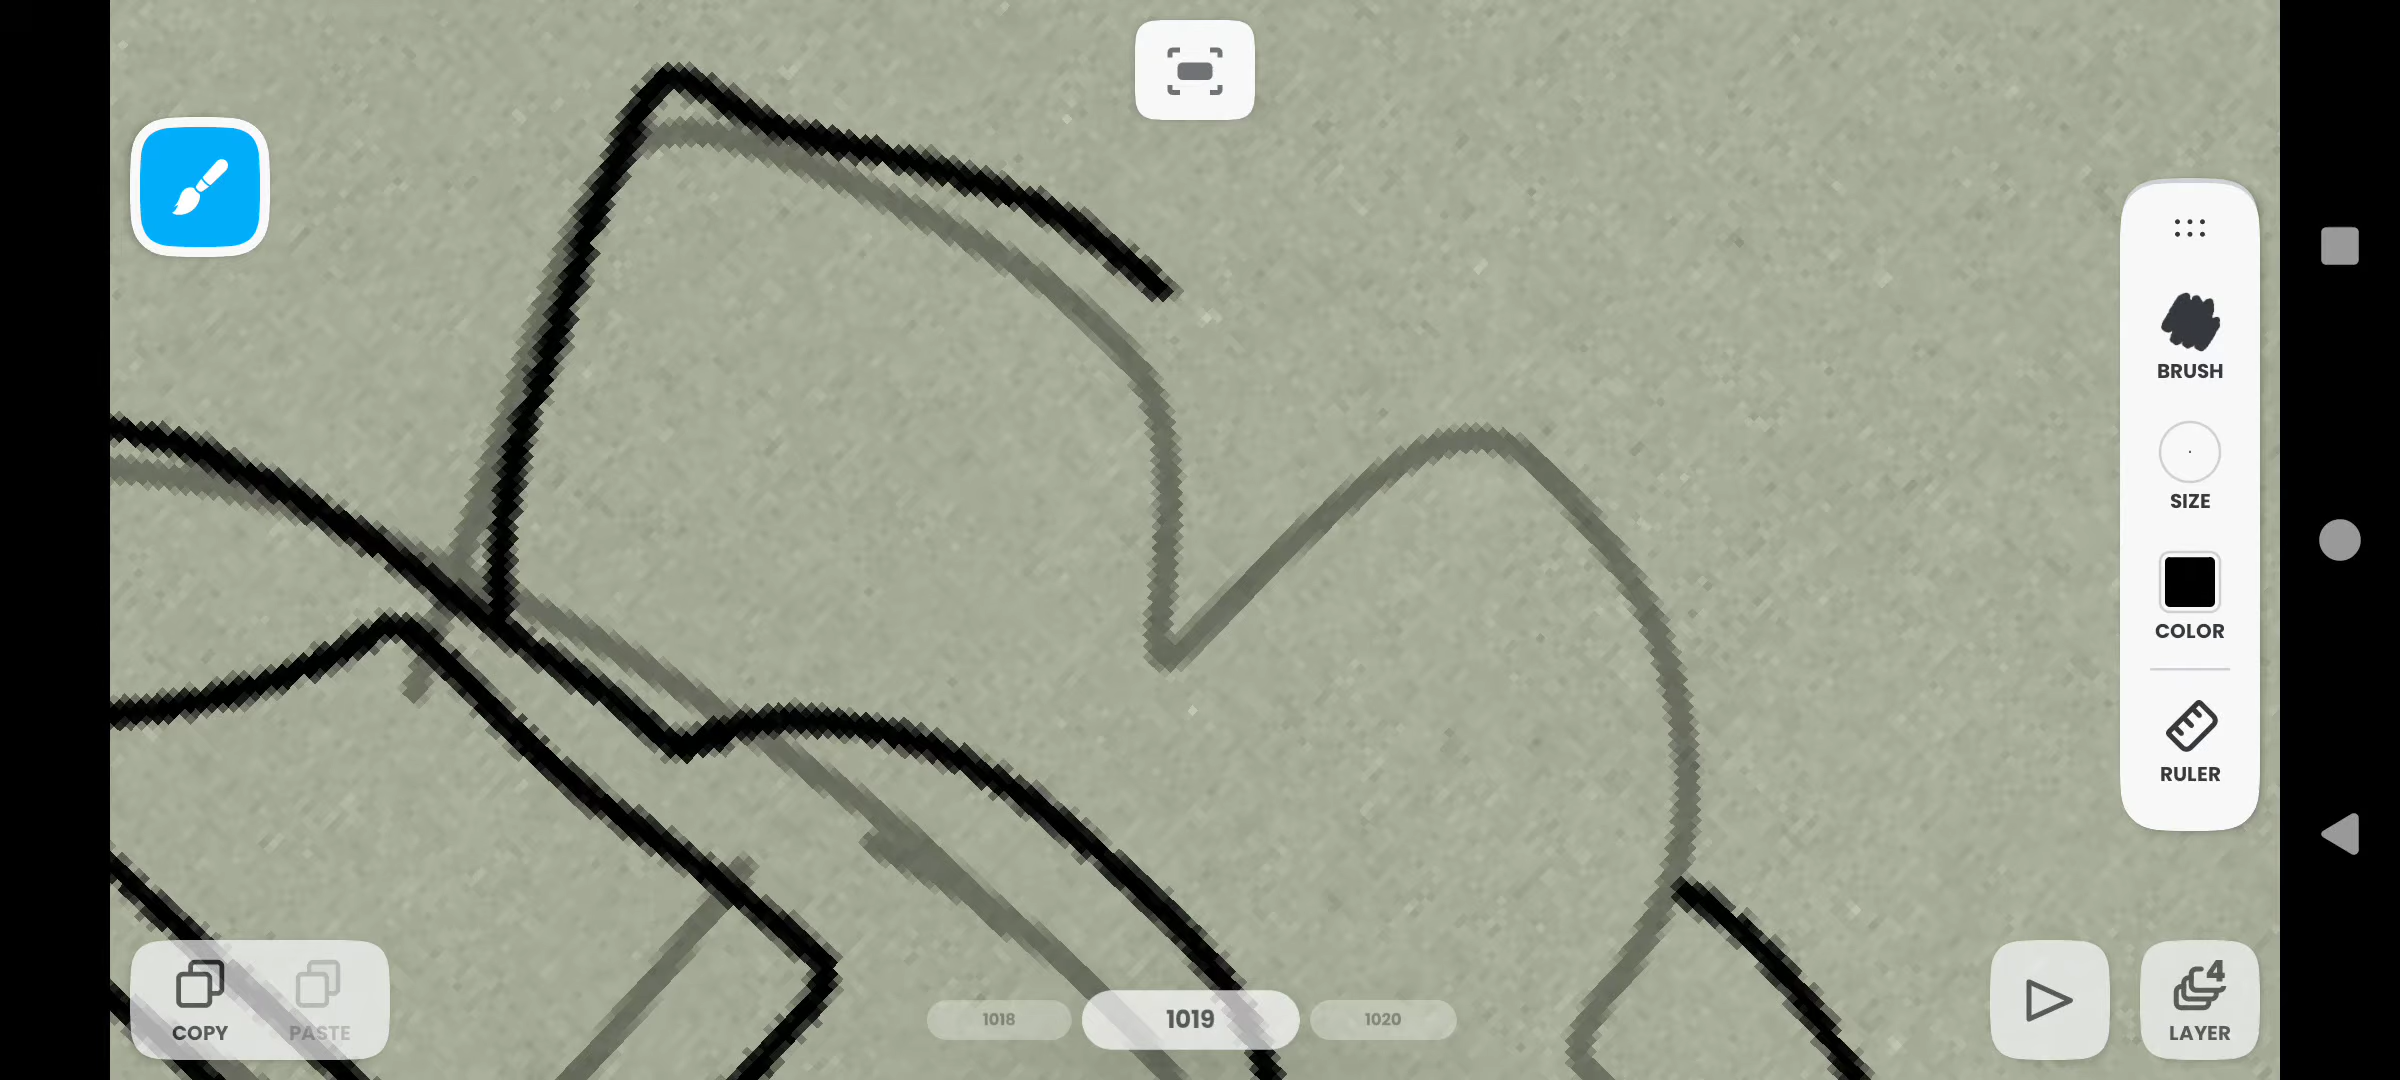 BRUSH
SIZE
COLOR
RULER
COPY
PASTE
1018
1019
1020
4
LAYER